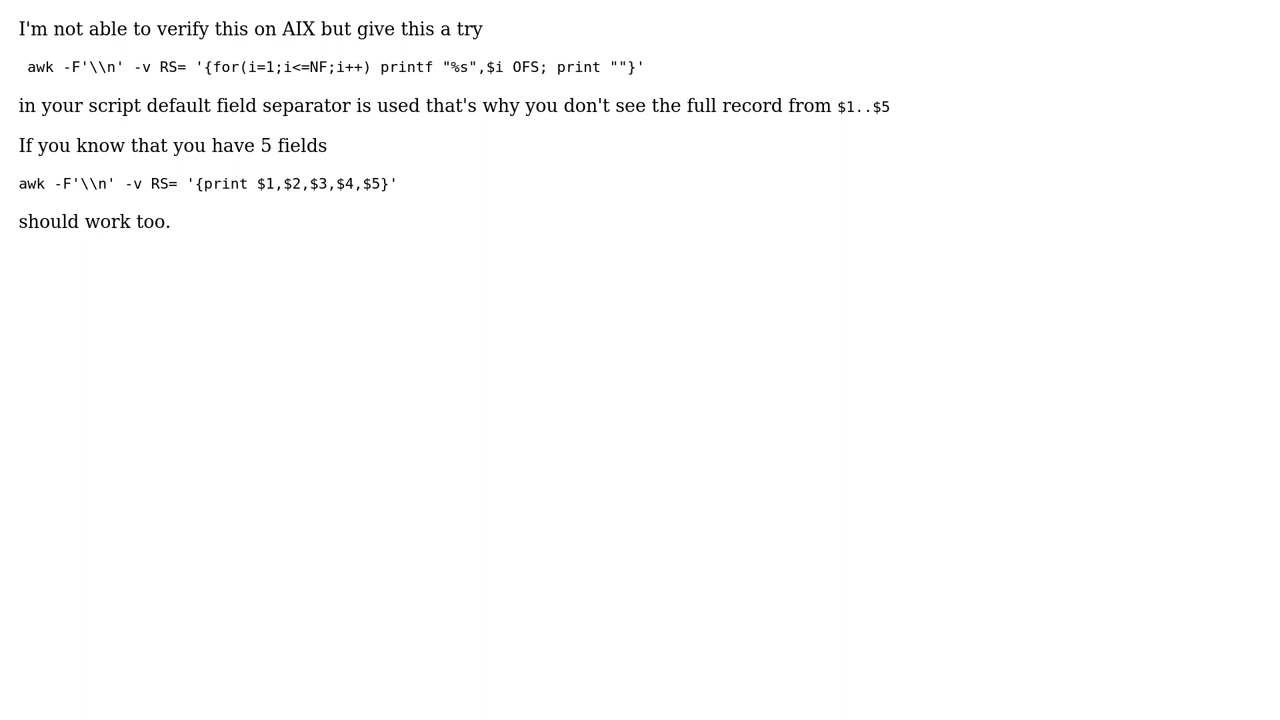 I'm not able to verify this on AIX but give this a try
awk -F'\\n' -v RS= '{for(i=1;i<=NF;i++) printf "%s",$i OFS; print ""}'
in your script default field separator is used that's why you don't see the full record from $1..$5
If you know that you have 5 fields
awk -F'\\n' -v RS= '{print $1,$2,$3,$4,$5}'
should work too.